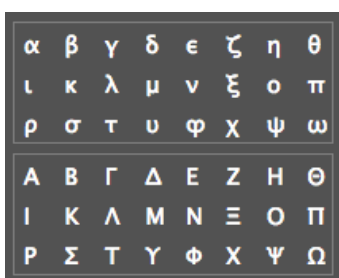 α β γ δ ϵ ζ η θ
ι κ λ μ ν ξ ο π
ρ σ τ υ φ χ ψ ω
Α Β Γ Δ Ε Ζ Η Θ
Ι Κ Λ Μ Ν Ξ Ο Π
Ρ Σ Τ Υ Φ Χ Ψ Ω